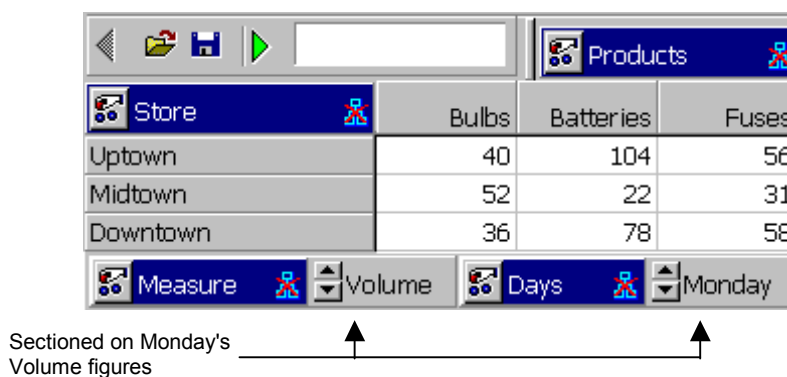 Products
Store Bulbs Batteries Fuses
Uptown 40 104 56
Midtown 52 22 31
Downtown 36 78 58
Measure Volume Days Monday
Sectioned on Monday's
Volume figures